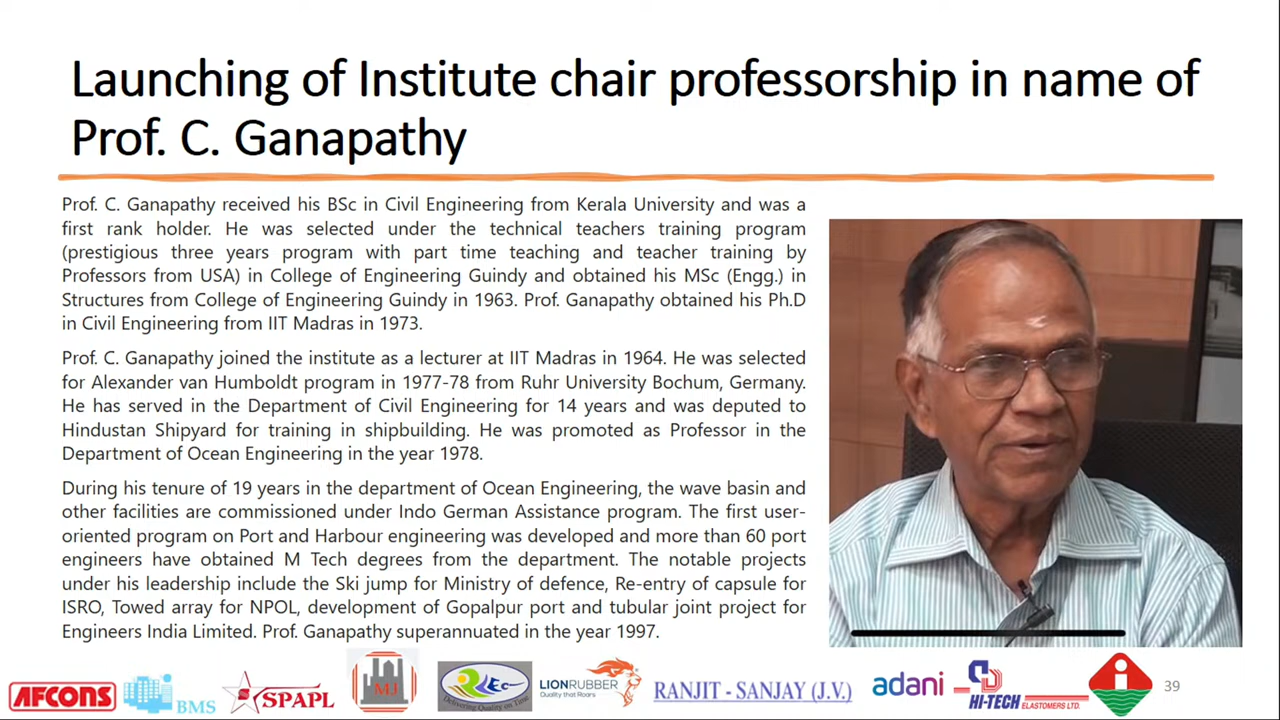 Launching of Institute chair professorship in name of
Prof. C. Ganapathy
Prof. C. Ganapathy received his BSc in Civil Engineering from Kerala University and was a
first rank holder. He was selected under the technical teachers training program
(prestigious three years program with part time teaching and teacher training by
Professors from USA) in College of Engineering Guindy and obtained his MSc (Engg.) in
Structures from College of Engineering Guindy in 1963. Prof. Ganapathy obtained his Ph.D
in Civil Engineering from IIT Madras in 1973.
Prof. C. Ganapathy joined the institute as a lecturer at IIT Madras in 1964. He was selected
for Alexander van Humboldt program in 1977-78 from Ruhr University Bochum, Germany.
He has served in the Department of Civil Engineering for 14 years and was deputed to
Hindustan Shipyard for training in shipbuilding. He was promoted as Professor in the
Department of Ocean Engineering in the year 1978.
During his tenure of 19 years in the department of Ocean Engineering, the wave basin and
other facilities are commissioned under Indo German Assistance program. The first user-
oriented program on Port and Harbour engineering was developed and more than 60 port
engineers have obtained M Tech degrees from the department. The notable projects
under his leadership include the Ski jump for Ministry of defence, Re-entry of capsule for
ISRO, Towed array for NPOL, development of Gopalpur port and tubular joint project for
Engineers India Limited. Prof. Ganapathy superannuated in the year 1997.
AFCONS
BMS
SPAPL
MJ
Delivering Quality on Time
LIONRUBBER
Quality that Roars
RANJIT - SANJAY (J.V.)
adani
HI-TECH ELASTOMERS LTD.
39